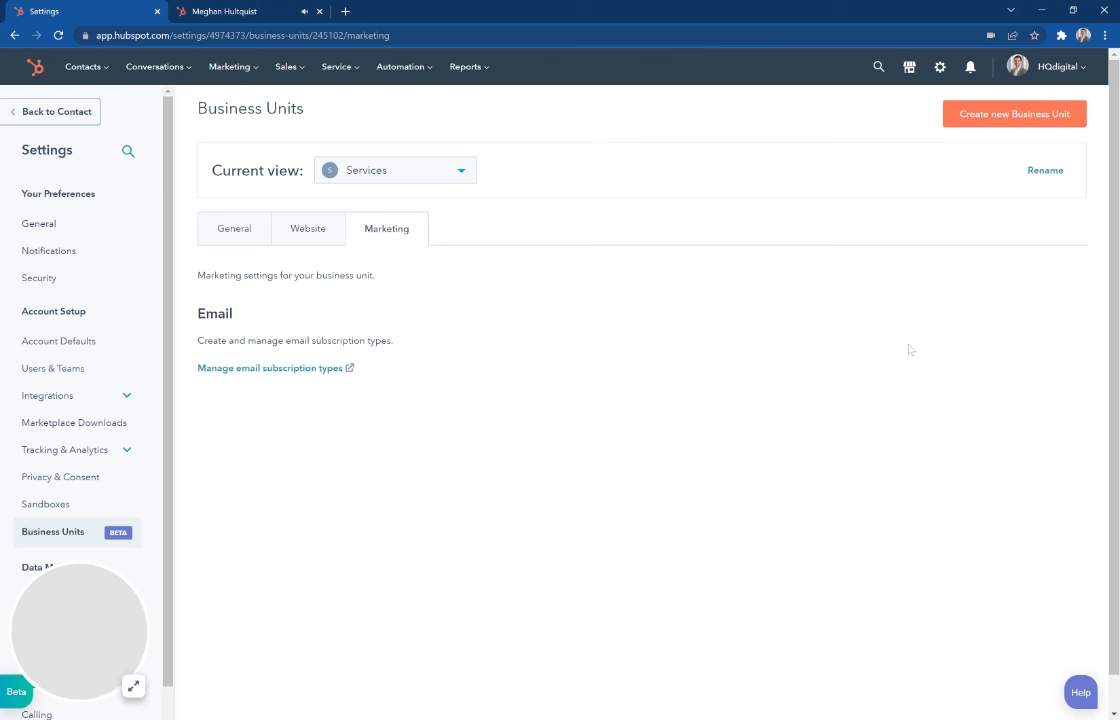 Settings
Meghan Hultquist
app.hubspot.com/settings/4974373/business-units/245102/marketing
Contacts
Conversations
Marketing
Sales
Service
Automation
Reports
HQdigital
Back to Contact
Settings
Your Preferences
General
Notifications
Security
Account Setup
Account Defaults
Users & Teams
Integrations
Marketplace Downloads
Tracking & Analytics
Privacy & Consent
Sandboxes
Business Units BETA
Data M
Beta
Calling
Business Units
Create new Business Unit
Current view:
S Services
Rename
General
Website
Marketing
Marketing settings for your business unit.
Email
Create and manage email subscription types.
Manage email subscription types
Help